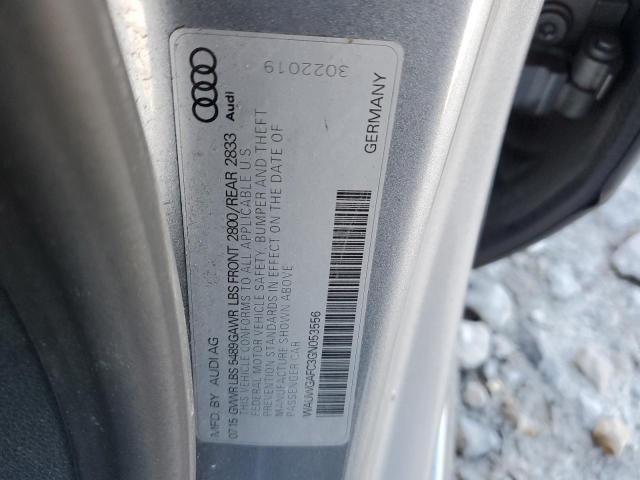 Audi
3022019
MFD. BY AUDI AG
07 15 GVWR LBS 5489 GAWR LBS FRONT 2800/REAR 2833
THIS VEHICLE CONFORMS TO ALL APPLICABLE U S
FEDERAL MOTOR VEHICLE SAFETY, BUMPER AND THEFT
PREVENTION STANDARDS IN EFFECT ON THE DATE OF
MANUFACTURE SHOWN ABOVE
PASSENGER CAR
GERMANY
WAUWGAFC3GN053556